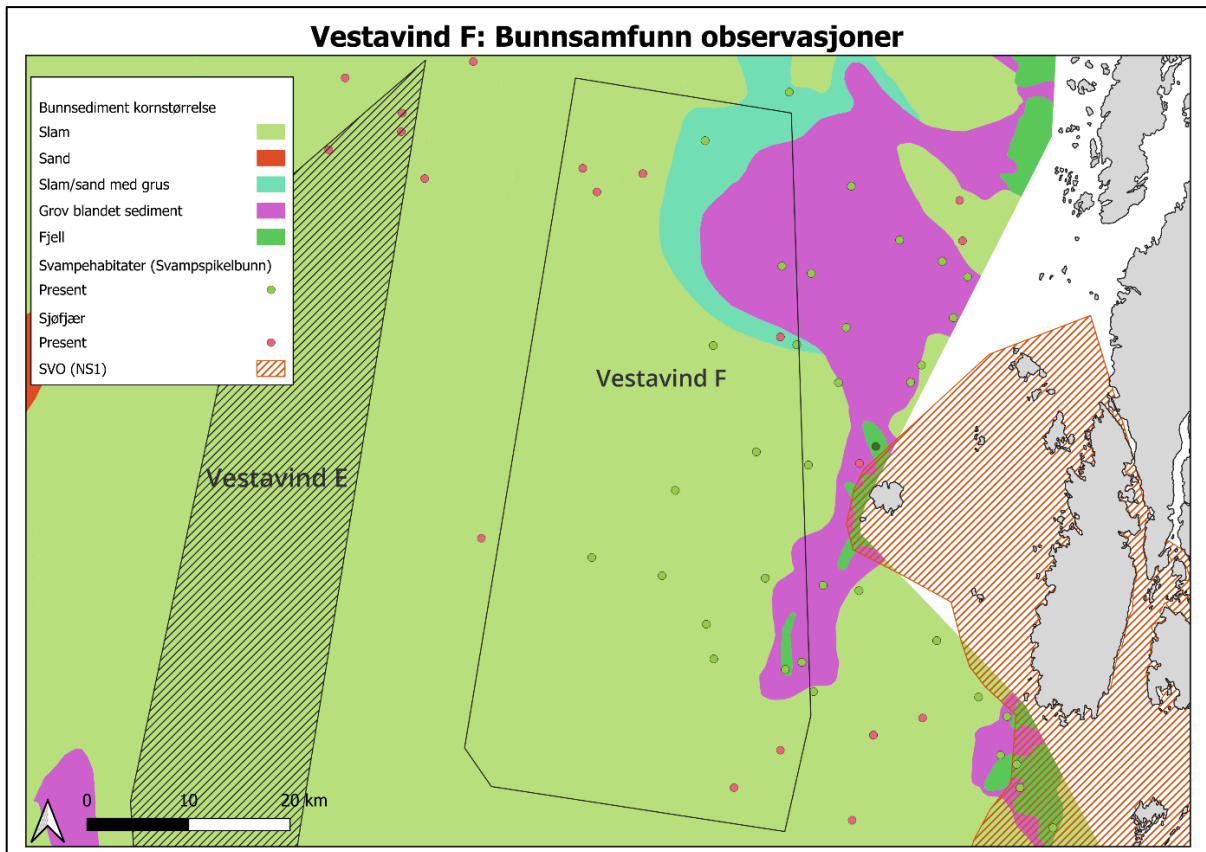 Vestavind F: Bunnsamfunn observasjoner
Bunnsediment kornstørrelse
Slam
Sand
Slam/sand med grus
Grov blandet sediment
Fjell
Svampehabitater (Svampspikelbunn)
Present
Sjøfjær
Present
SVO (NS1)
Vestavind F
Vestavind E
0 10 20 km